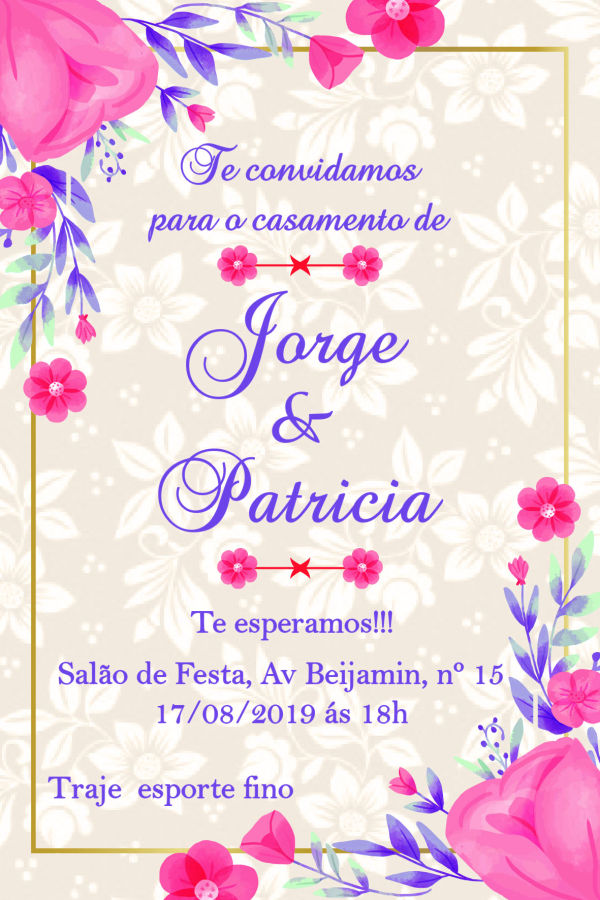 Te convidamos
para o casamento de
Jorge
&
Patricia
Te esperamos!!!
Salão de Festa, Av Beijamin, nº 15
17/08/2019 ás 18h
Traje esporte fino